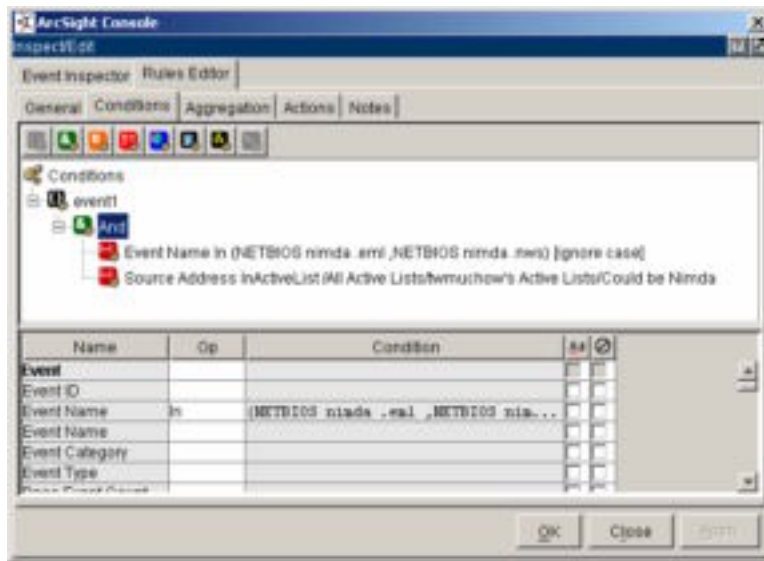 ArcSight Console
Inspect/Edit
Event Inspector Rules Editor
General Conditions Aggregation Actions Notes
Conditions
event1
And
Event Name In (NETBIOS nimda .eml ,NETBIOS nimda .nws) [ignore case]
Source Address InActiveList /All Active Lists/twmuchow's Active Lists/Could be Nimda
Name Op Condition
Event
Event ID
Event Name In (NETBIOS nimda .eml ,NETBIOS nim...
Event Name
Event Category
Event Type
Event Count
OK Close